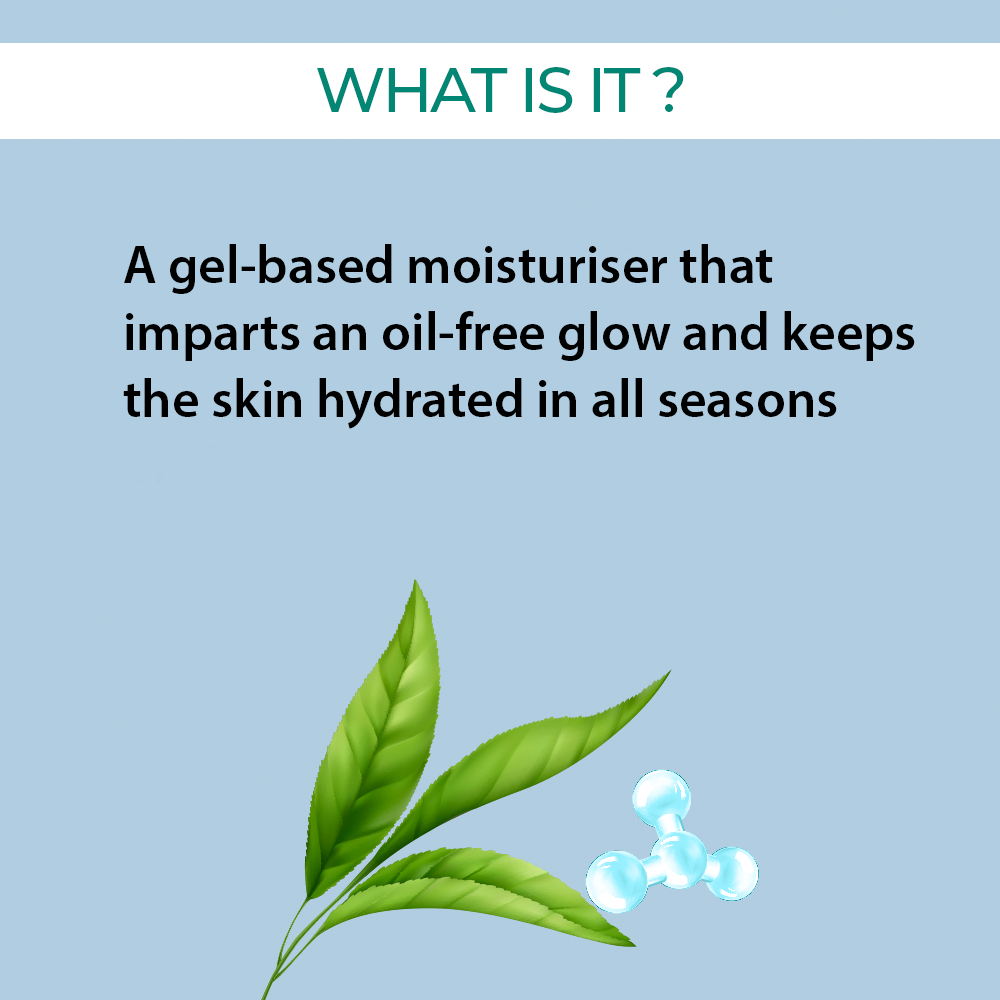 WHAT IS IT ?
A gel-based moisturiser that
imparts an oil-free glow and keeps
the skin hydrated in all seasons